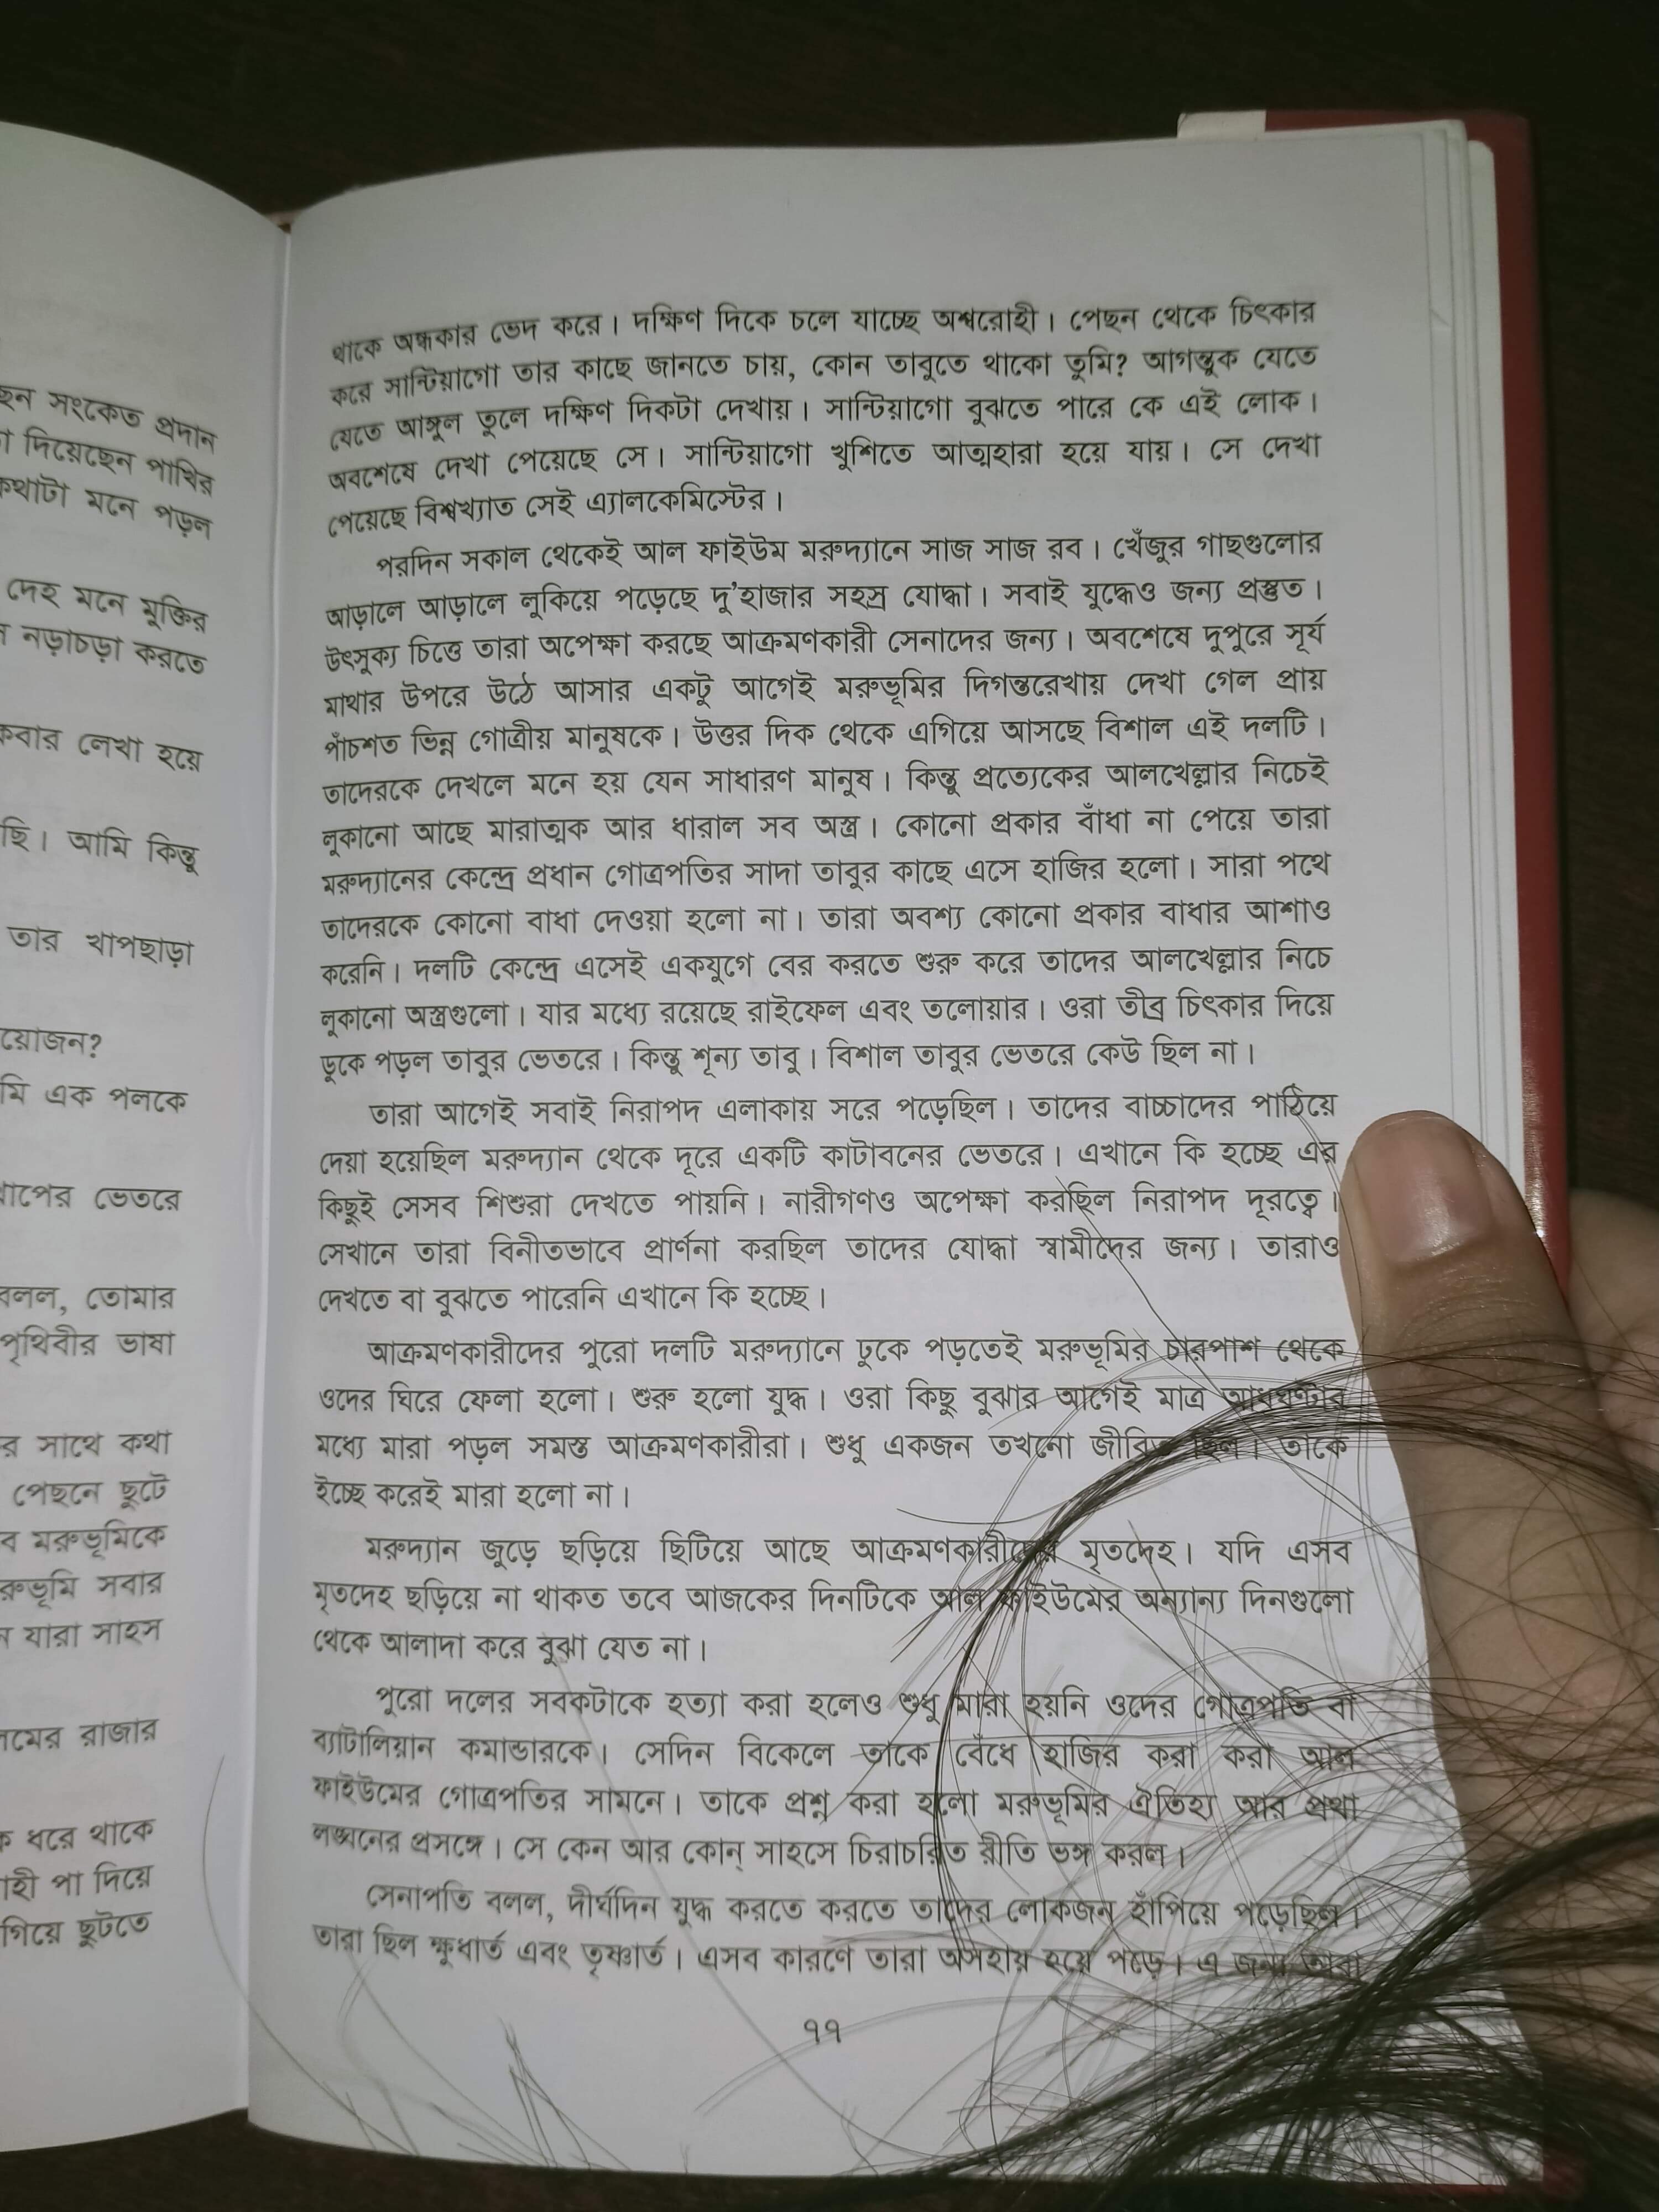 ছেন সংকেত প্রদান
দিয়েছেন পাখির
কথাটা মনে পড়ল
দেহ মনে মুক্তির
নড়াচড়া করতে
কবার লেখা হয়ে
ছি। আমি কিন্তু
তার খাপছাড়া
য়োজন?
মি এক পলকে
াপের ভেতরে
বলল, তোমার
পৃথিবীর ভাষা
র সাথে কথা
পেছনে ছুটে
ব মরুভূমিকে
রুভূমি সবার
যারা সাহস
লমের রাজার
ক ধরে থাকে
াহী পা দিয়ে
গিয়ে ছুটতে
থাকে অন্ধকার ভেদ করে। দক্ষিণ দিকে চলে যাচ্ছে অশ্বরোহী। পেছন থেকে চিৎকার
করে সান্টিয়াগো তার কাছে জানতে চায়, কোন তাবুতে থাকো তুমি? আগন্তুক যেতে
যেতে আঙ্গুল তুলে দক্ষিণ দিকটা দেখায়। সান্টিয়াগো বুঝতে পারে কে এই লোক।
অবশেষে দেখা পেয়েছে সে। সান্টিয়াগো খুশিতে আত্মহারা হয়ে যায়। সে দেখা
পেয়েছে বিশ্বখ্যাত সেই এ্যালকেমিস্টের।
পরদিন সকাল থেকেই আল ফাইউম মরুদ্যানে সাজ সাজ রব। খেঁজুর গাছগুলোর
আড়ালে আড়ালে লুকিয়ে পড়েছে দু'হাজার সহস্র যোদ্ধা। সবাই যুদ্ধেও জন্য প্রস্তুত।
উৎসুক্য চিত্তে তারা অপেক্ষা করছে আক্রমণকারী সেনাদের জন্য। অবশেষে দুপুরে সূর্য
মাথার উপরে উঠে আসার একটু আগেই মরুভূমির দিগন্তরেখায় দেখা গেল প্রায়
পাঁচশত ভিন্ন গোত্রীয় মানুষকে। উত্তর দিক থেকে এগিয়ে আসছে বিশাল এই দলটি।
তাদেরকে দেখলে মনে হয় যেন সাধারণ মানুষ। কিন্তু প্রত্যেকের আলখেল্লার নিচেই
লুকানো আছে মারাত্মক আর ধারাল সব অস্ত্র। কোনো প্রকার বাঁধা না পেয়ে তারা
মরুদ্যানের কেন্দ্রে প্রধান গোত্রপতির সাদা তাবুর কাছে এসে হাজির হলো। সারা পথে
তাদেরকে কোনো বাধা দেওয়া হলো না। তারা অবশ্য কোনো প্রকার বাধার আশাও
করেনি। দলটি কেন্দ্রে এসেই একযুগে বের করতে শুরু করে তাদের আলখেল্লার নিচে
লুকানো অস্ত্রগুলো। যার মধ্যে রয়েছে রাইফেল এবং তলোয়ার। ওরা তীব্র চিৎকার দিয়ে
ডুকে পড়ল তাবুর ভেতরে। কিন্তু শূন্য তাবু। বিশাল তাবুর ভেতরে কেউ ছিল না।
তারা আগেই সবাই নিরাপদ এলাকায় সরে পড়েছিল। তাদের বাচ্চাদের পাঠিয়ে
দেয়া হয়েছিল মরুদ্যান থেকে দূরে একটি কাটাবনের ভেতরে। এখানে কি হচ্ছে এর
কিছুই সেসব শিশুরা দেখতে পায়নি। নারীগণও অপেক্ষা করছিল নিরাপদ দূরত্বে।
সেখানে তারা বিনীতভাবে প্রার্ণনা করছিল তাদের যোদ্ধা স্বামীদের জন্য। তারাও
দেখতে বা বুঝতে পারেনি এখানে কি হচ্ছে।
আক্রমণকারীদের পুরো দলটি মরুদ্যানে ঢুকে পড়তেই মরুভূমির চারপাশ থেকে
ওদের ঘিরে ফেলা হলো। শুরু হলো যুদ্ধ। ওরা কিছু বুঝার আগেই মাত্র আধঘণ্টার
মধ্যে মারা পড়ল সমস্ত আক্রমণকারীরা। শুধু একজন তখনো জীবিত ছিল। তাকে
ইচ্ছে করেই মারা হলো না।
মরুদ্যান জুড়ে ছড়িয়ে ছিটিয়ে আছে আক্রমণকারীদের মৃতদেহ। যদি এসব
মৃতদেহ ছড়িয়ে না থাকত তবে আজকের দিনটিকে আল ফাইউমের অন্যান্য দিনগুলো
থেকে আলাদা করে বুঝা যেত না।
পুরো দলের সবকটাকে হত্যা করা হলেও শুধু মারা হয়নি ওদের গোত্রপতি বা
ব্যাটালিয়ান কমান্ডারকে। সেদিন বিকেলে তাকে বেঁধে হাজির করা করা আল
ফাইউমের গোত্রপতির সামনে। তাকে প্রশ্ন করা হলো মরুভূমির ঐতিহ্য আর প্রথা
লঙ্ঘনের প্রসঙ্গে। সে কেন আর কোন্ সাহসে চিরাচরিত রীতি ভঙ্গ করল।
সেনাপতি বলল, দীর্ঘদিন যুদ্ধ করতে করতে তাদের লোকজন হাঁপিয়ে পড়েছিল।
তারা ছিল ক্ষুধার্ত এবং তৃষ্ণার্ত। এসব কারণে তারা অসহায় হয়ে পড়ে। এ জন্য তারা
৭৭